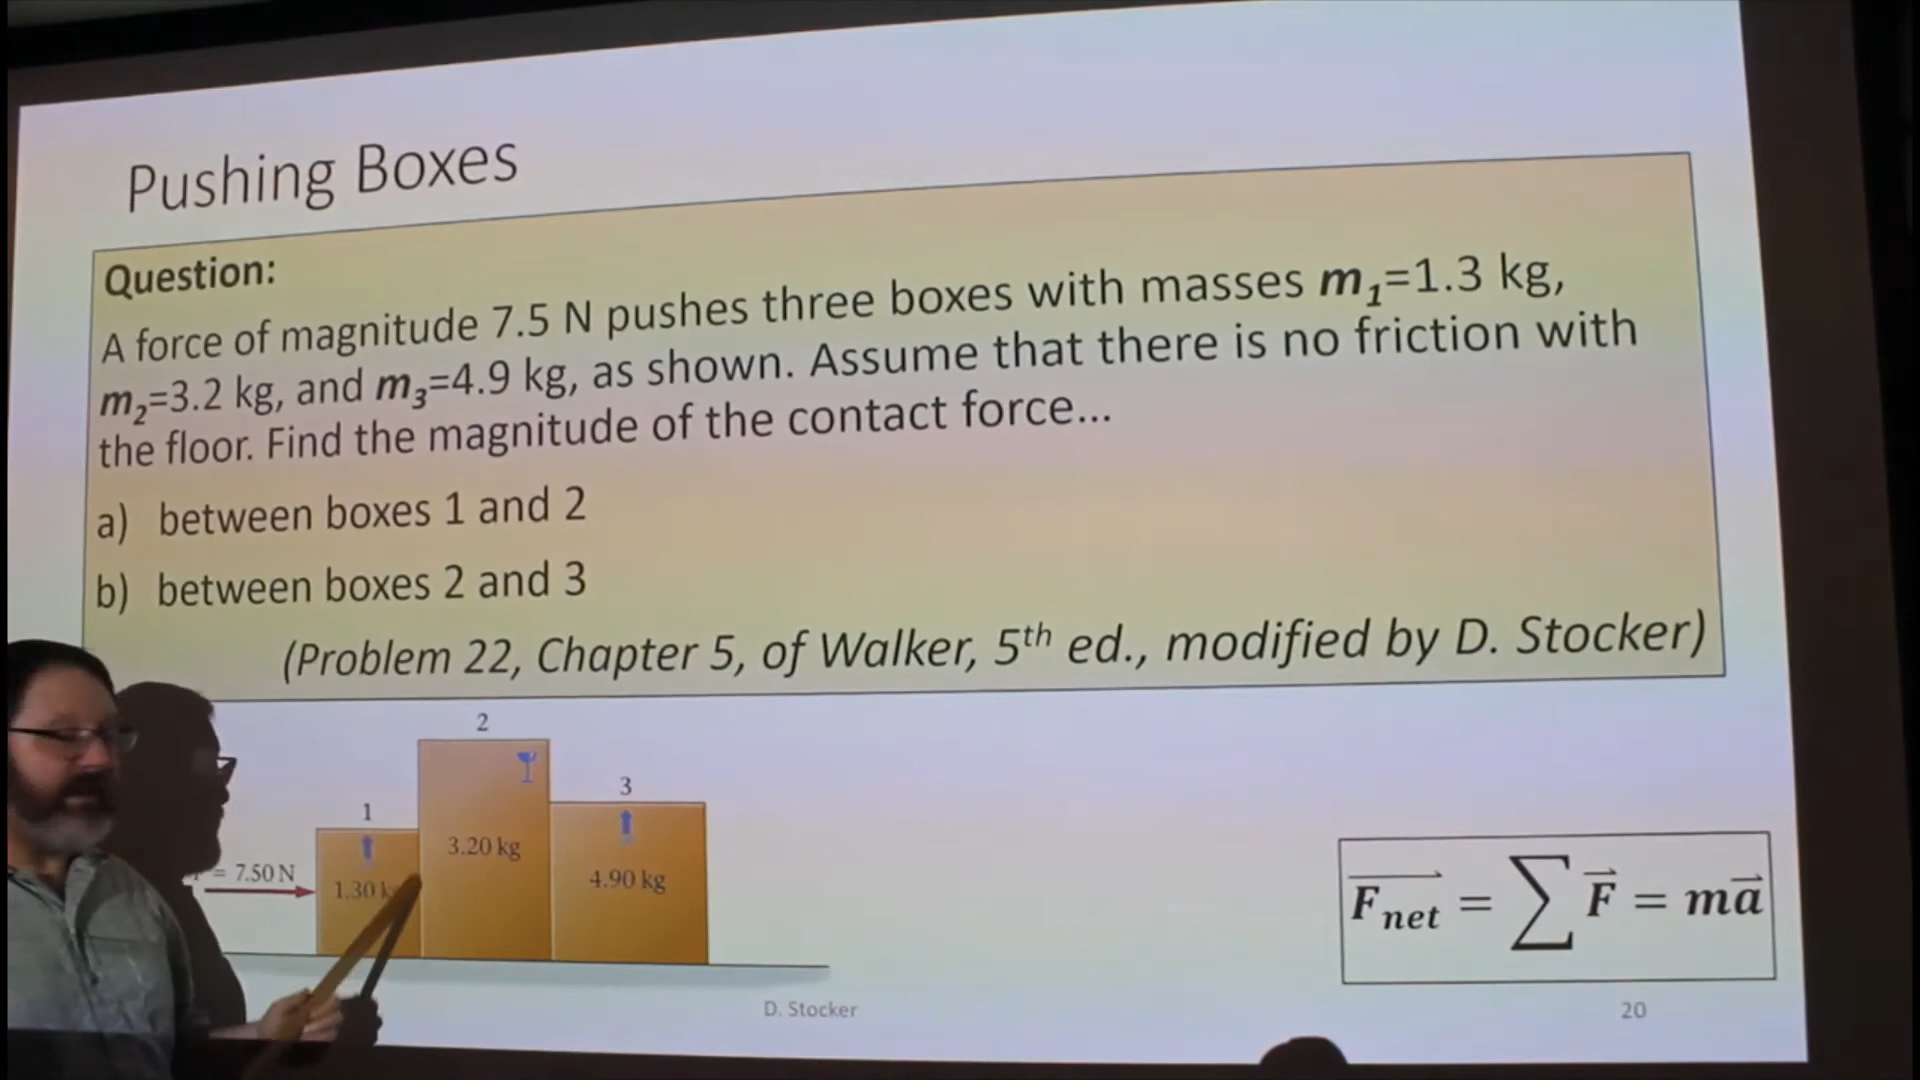 Pushing Boxes
Question:
A force of magnitude 7.5 N pushes three boxes with masses m₁=1.3 kg,
m₂=3.2 kg, and m₃=4.9 kg, as shown. Assume that there is no friction with
the floor. Find the magnitude of the contact force...
a) between boxes 1 and 2
b) between boxes 2 and 3
(Problem 22, Chapter 5, of Walker, 5th ed., modified by D. Stocker)
2
3
1
3.20 kg
= 7.50 N
1.30 k
4.90 kg
F⃗net = ∑ F⃗ = ma⃗
D. Stocker
20